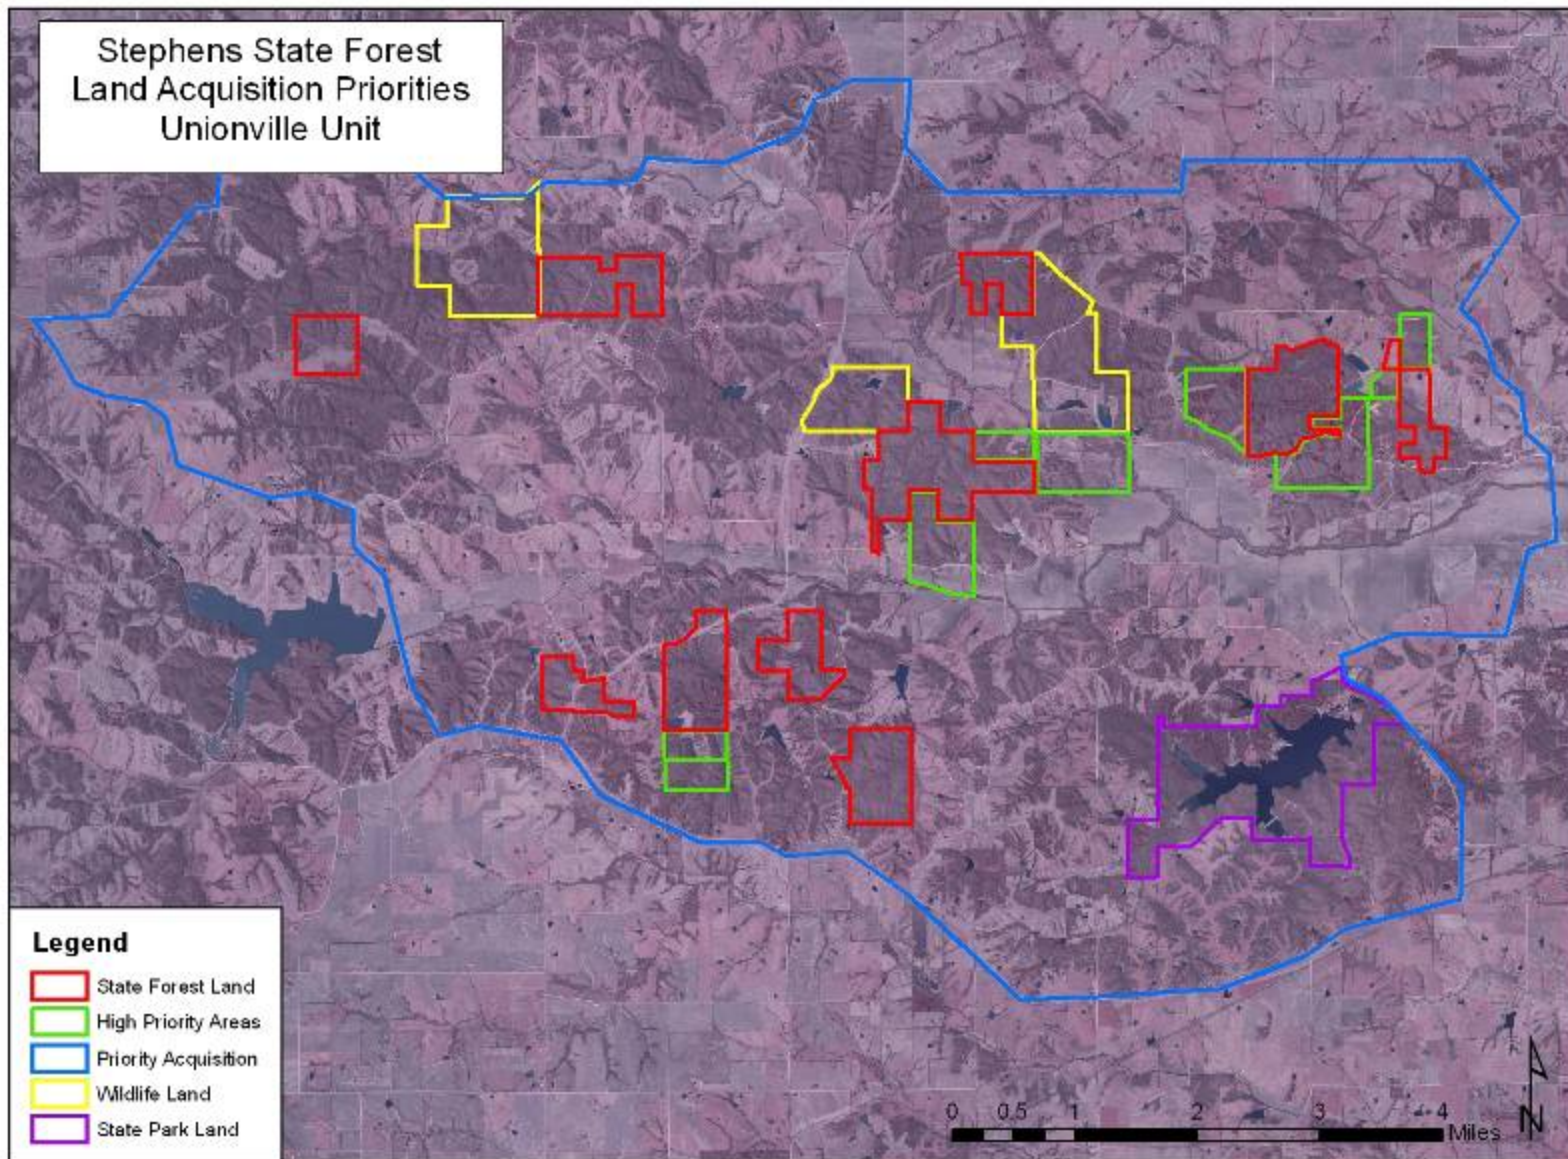 Stephens State Forest
Land Acquisition Priorities
Unionville Unit
Legend
State Forest Land
High Priority Areas
Priority Acquisition
Wildlife Land
State Park Land
0 0.5 1 2 3 4
Miles
N